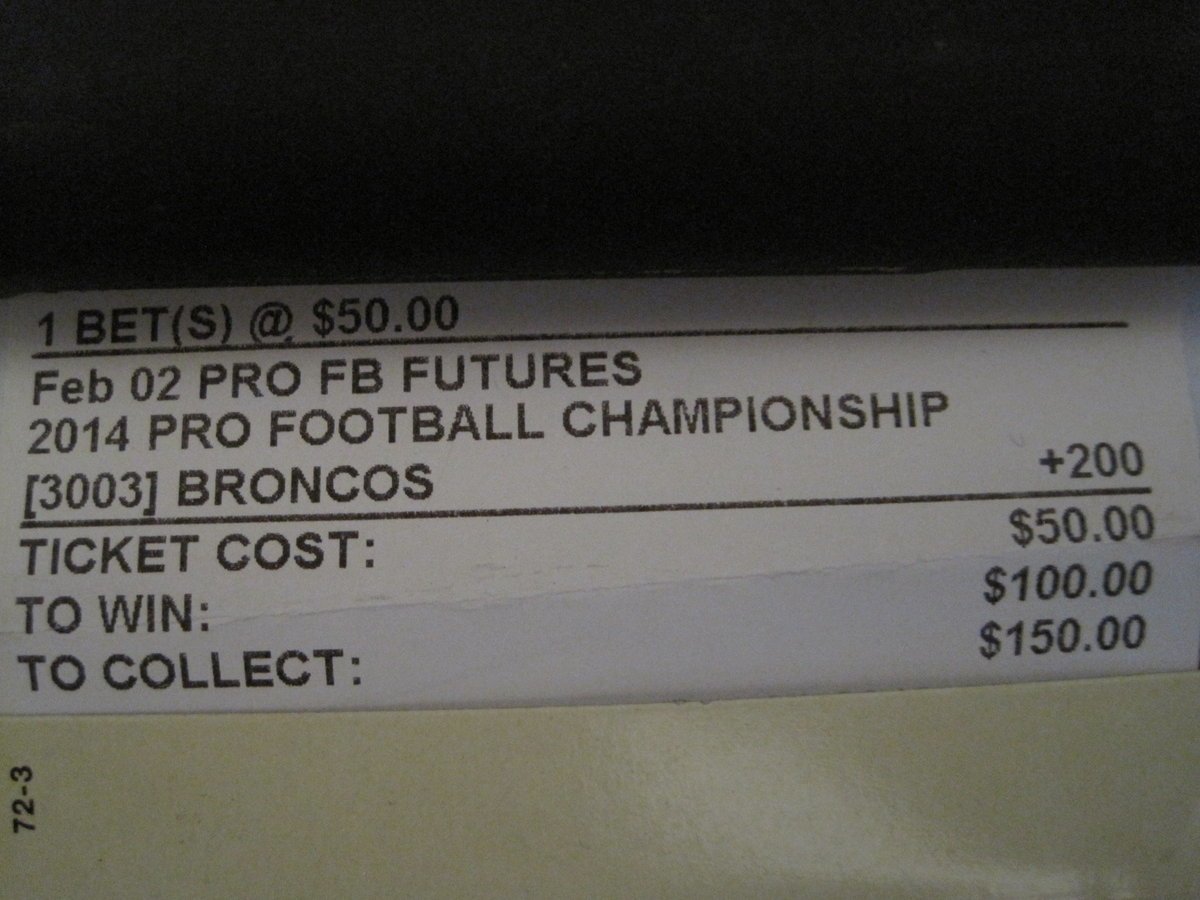 1 BET(S) @ $50.00
Feb 02 PRO FB FUTURES
2014 PRO FOOTBALL CHAMPIONSHIP
[3003] BRONCOS +200
TICKET COST: $50.00
TO WIN: $100.00
TO COLLECT: $150.00
72-3